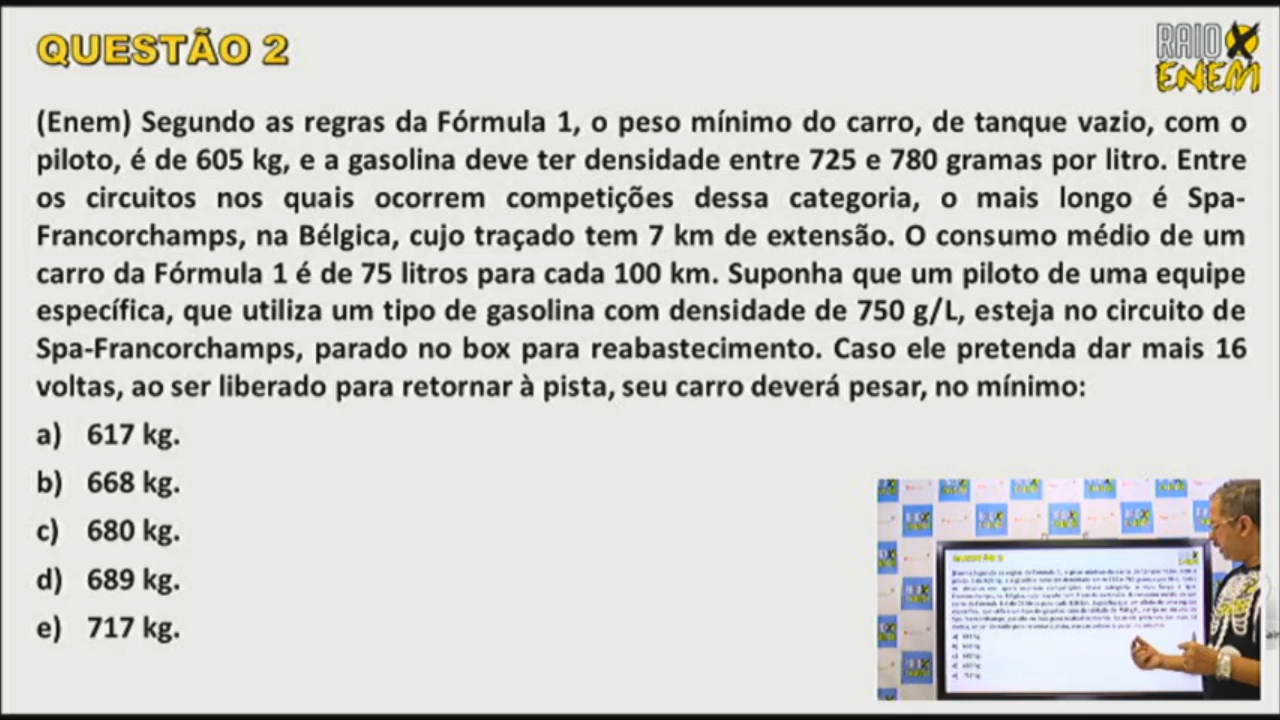 QUESTÃO 2
RAIO X
ENEM
(Enem) Segundo as regras da Fórmula 1, o peso mínimo do carro, de tanque vazio, com o
piloto, é de 605 kg, e a gasolina deve ter densidade entre 725 e 780 gramas por litro. Entre
os circuitos nos quais ocorrem competições dessa categoria, o mais longo é Spa-
Francorchamps, na Bélgica, cujo traçado tem 7 km de extensão. O consumo médio de um
carro da Fórmula 1 é de 75 litros para cada 100 km. Suponha que um piloto de uma equipe
específica, que utiliza um tipo de gasolina com densidade de 750 g/L, esteja no circuito de
Spa-Francorchamps, parado no box para reabastecimento. Caso ele pretenda dar mais 16
voltas, ao ser liberado para retornar à pista, seu carro deverá pesar, no mínimo:
a) 617 kg.
b) 668 kg.
c) 680 kg.
d) 689 kg.
e) 717 kg.
QUESTÃO 2